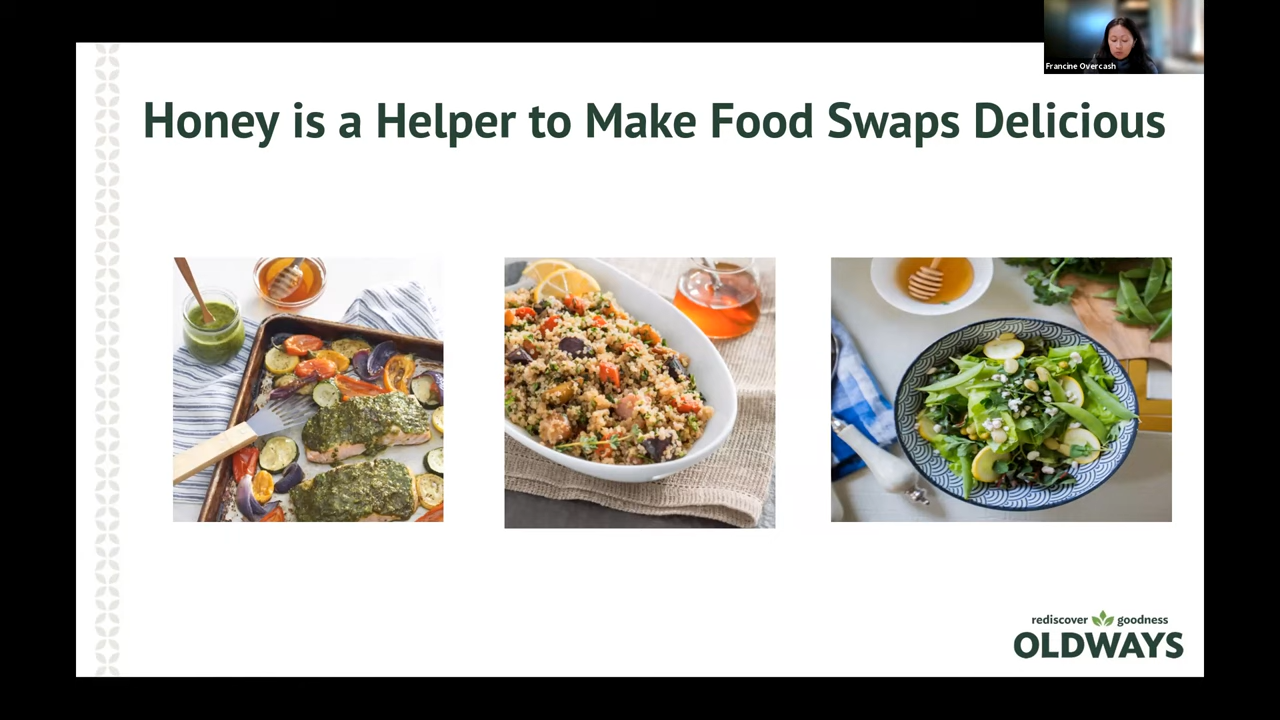 Francine Overcash
Honey is a Helper to Make Food Swaps Delicious
rediscover goodness
OLDWAYS